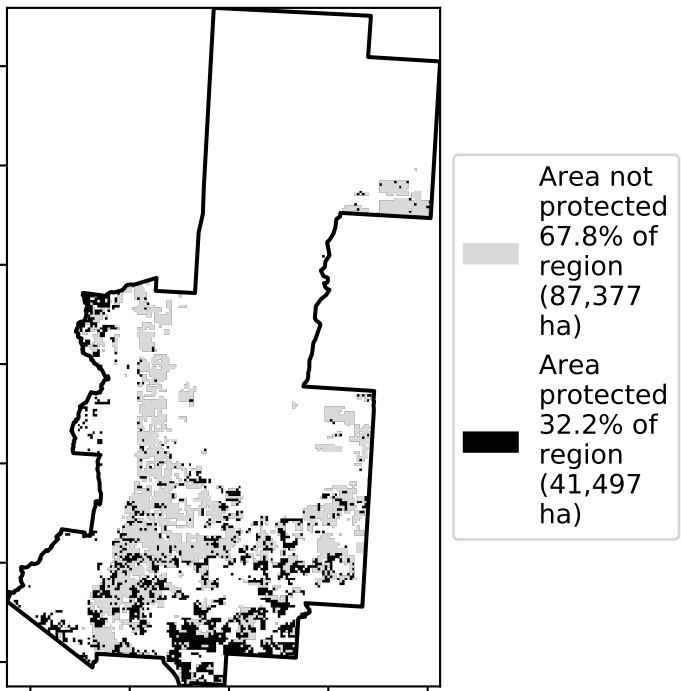 Area not
protected
67.8% of
region
(87,377
ha)
Area
protected
32.2% of
region
(41,497
ha)